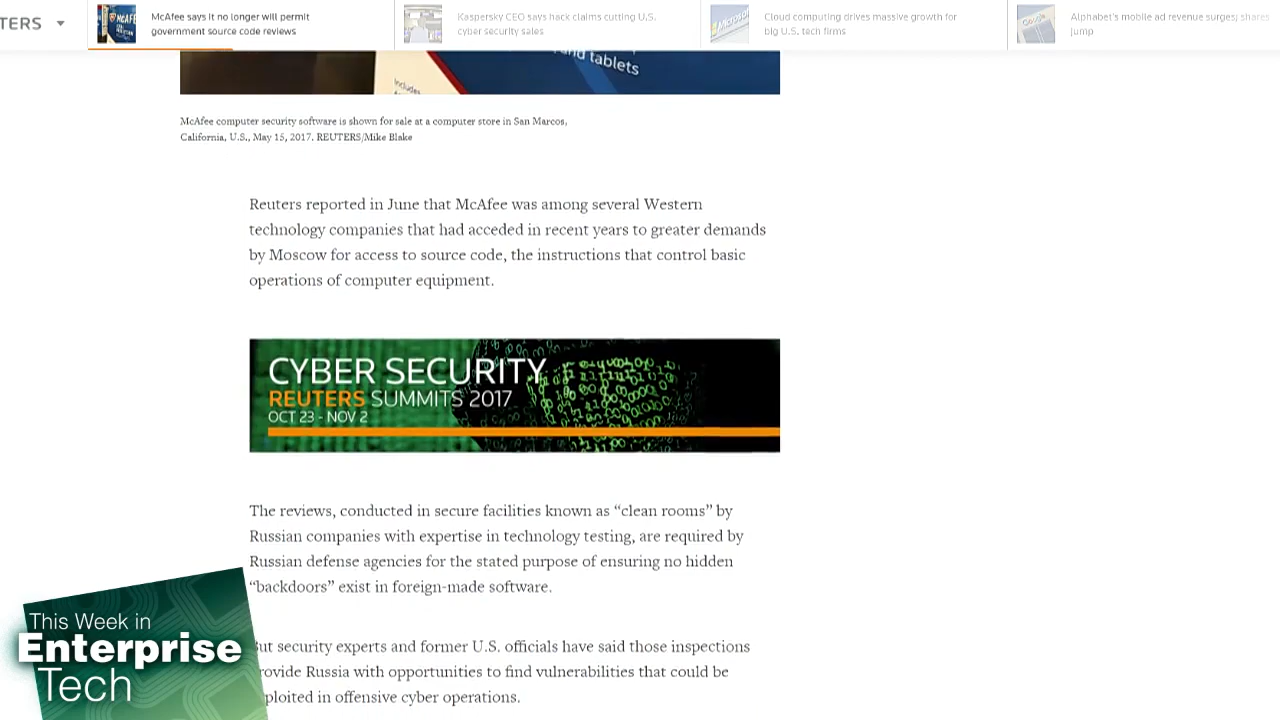 TERS
McAfee says it no longer will permit
government source code reviews
Kaspersky CEO says hack claims cutting U.S.
cyber security sales
Cloud computing drives massive growth for
big U.S. tech firms
Alphabet's mobile ad revenue surges; shares
jump
and tablets
Includes
McAfee computer security software is shown for sale at a computer store in San Marcos,
California, U.S., May 15, 2017. REUTERS/Mike Blake
Reuters reported in June that McAfee was among several Western
technology companies that had acceded in recent years to greater demands
by Moscow for access to source code, the instructions that control basic
operations of computer equipment.
CYBER SECURITY
REUTERS SUMMITS 2017
OCT 23 - NOV 2
The reviews, conducted in secure facilities known as “clean rooms” by
Russian companies with expertise in technology testing, are required by
Russian defense agencies for the stated purpose of ensuring no hidden
“backdoors” exist in foreign-made software.
ut security experts and former U.S. officials have said those inspections
rovide Russia with opportunities to find vulnerabilities that could be
ploited in offensive cyber operations.
This Week in
Enterprise
Tech